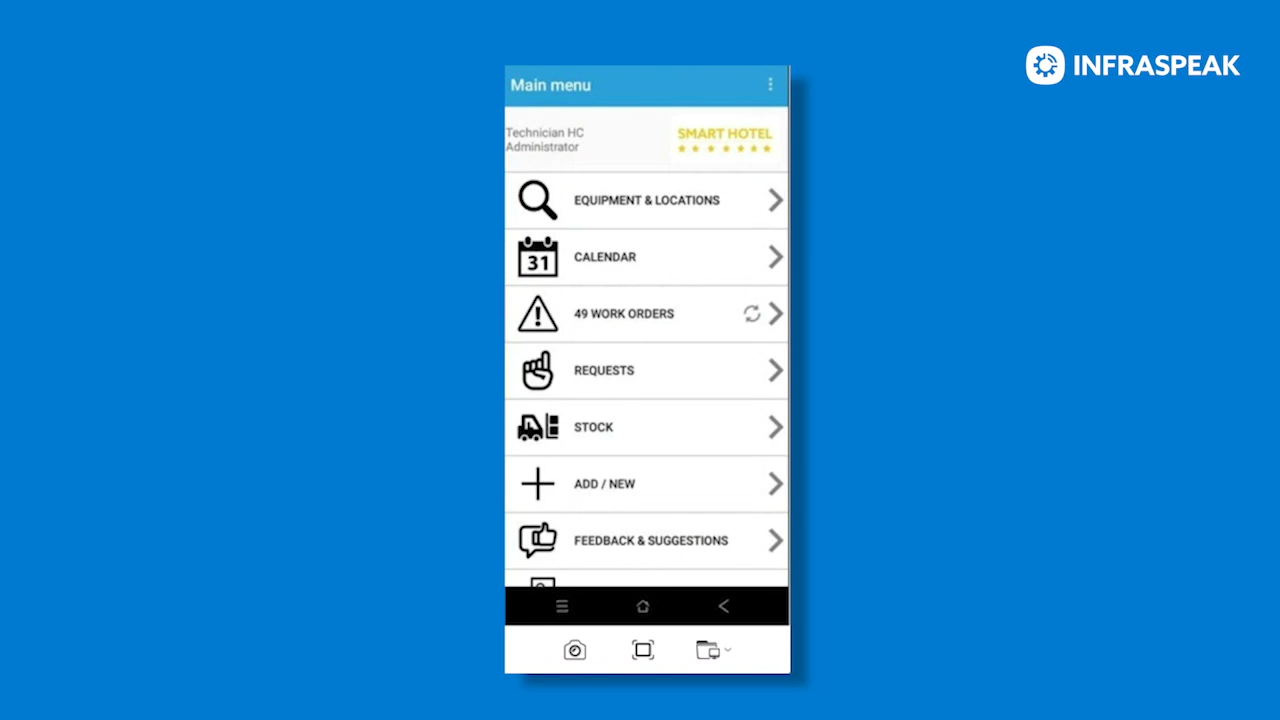 INFRASPEAK
Main menu
Technician HC
Administrator
SMART HOTEL
EQUIPMENT & LOCATIONS
31
CALENDAR
49 WORK ORDERS
REQUESTS
STOCK
ADD / NEW
FEEDBACK & SUGGESTIONS